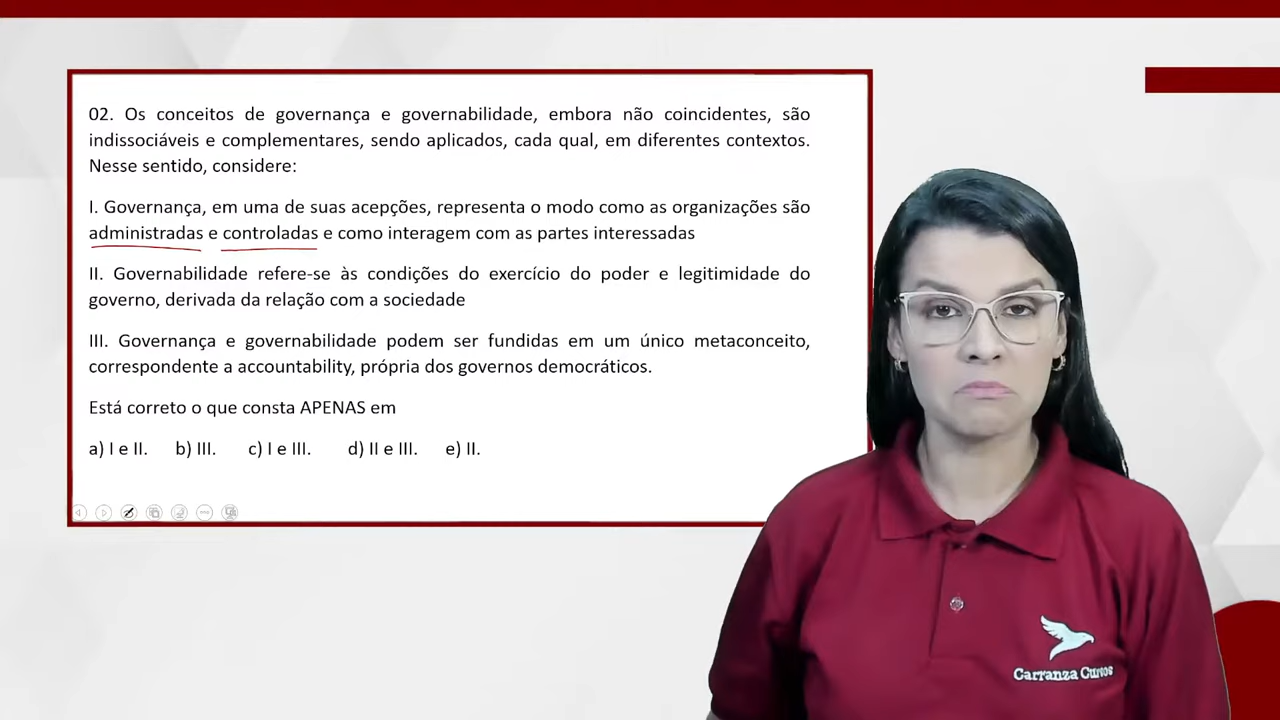 02. Os conceitos de governança e governabilidade, embora não coincidentes, são
indissociáveis e complementares, sendo aplicados, cada qual, em diferentes contextos.
Nesse sentido, considere:
I. Governança, em uma de suas acepções, representa o modo como as organizações são
administradas e controladas e como interagem com as partes interessadas
II. Governabilidade refere-se às condições do exercício do poder e legitimidade do
governo, derivada da relação com a sociedade
III. Governança e governabilidade podem ser fundidas em um único metaconceito,
correspondente a accountability, própria dos governos democráticos.
Está correto o que consta APENAS em
a) I e II. b) III. c) I e III. d) II e III. e) II.
Carranza Cursos